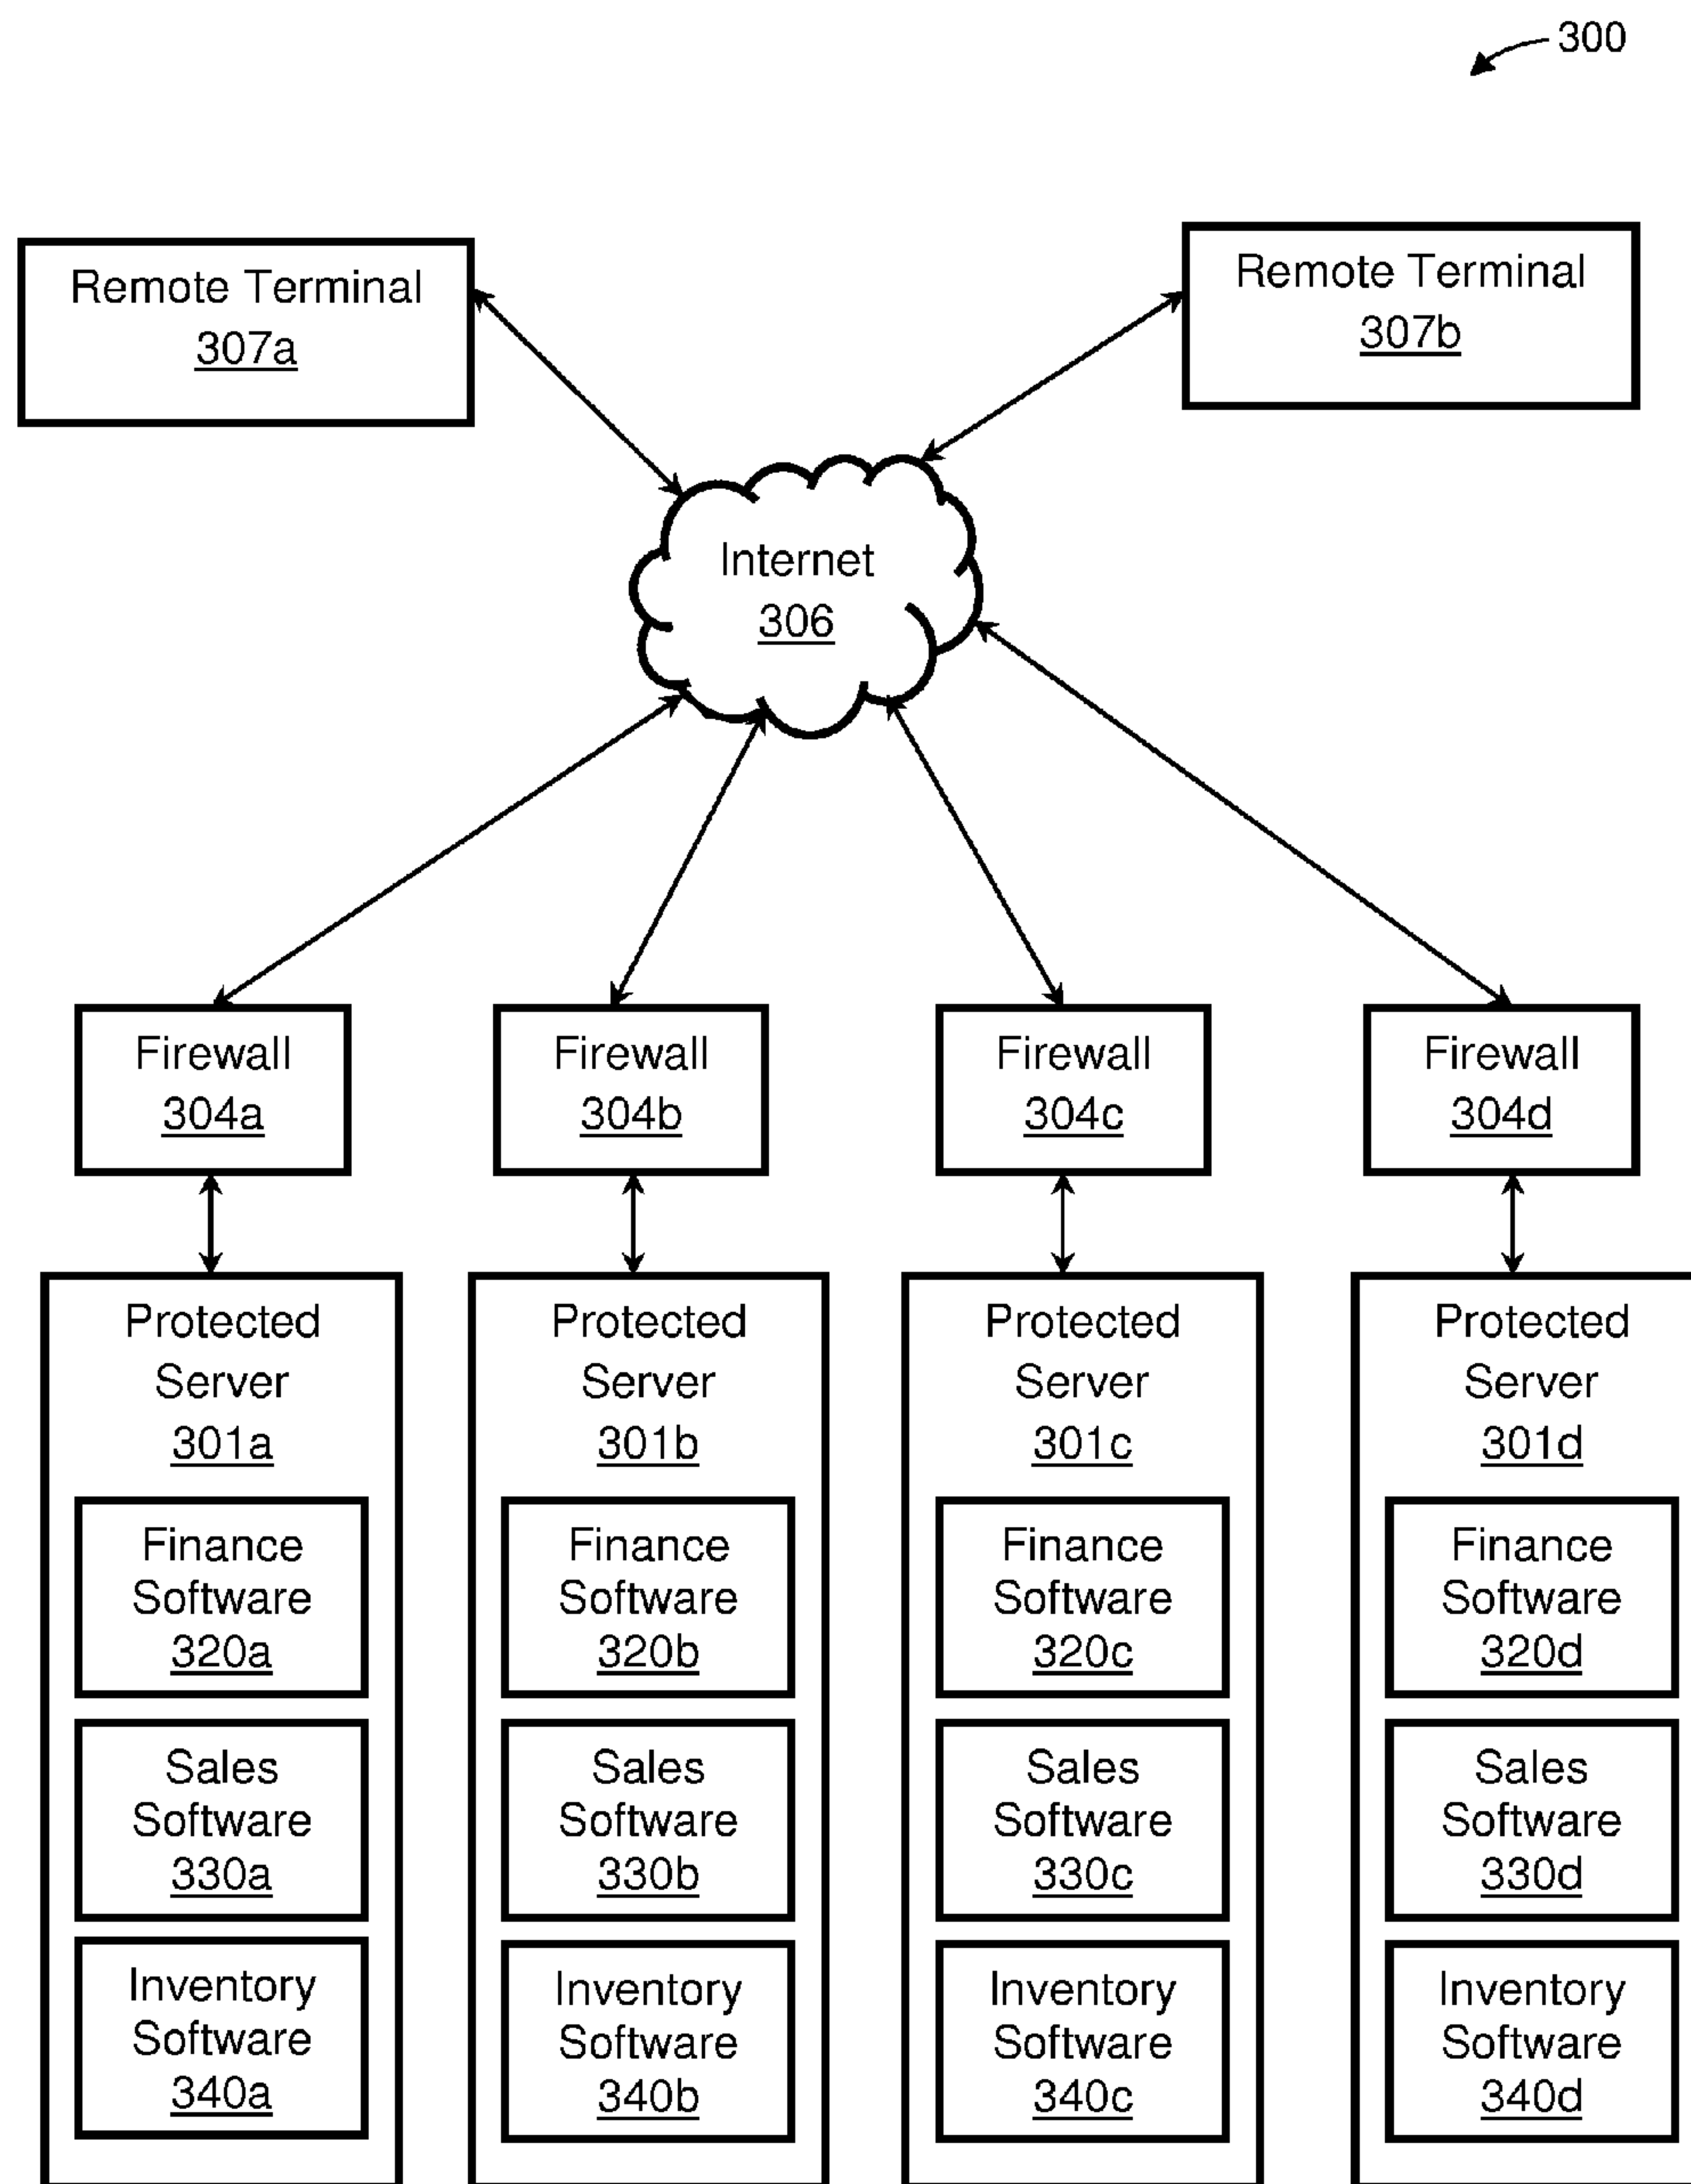 300
Remote Terminal
307a
Remote Terminal
307b
Internet
306
Firewall
304a
Firewall
304b
Firewall
304c
Firewall
304d
Protected
Server
301a
Finance
Software
320a
Sales
Software
330a
Inventory
Software
340a
Protected
Server
301b
Finance
Software
320b
Sales
Software
330b
Inventory
Software
340b
Protected
Server
301c
Finance
Software
320c
Sales
Software
330c
Inventory
Software
340c
Protected
Server
301d
Finance
Software
320d
Sales
Software
330d
Inventory
Software
340d